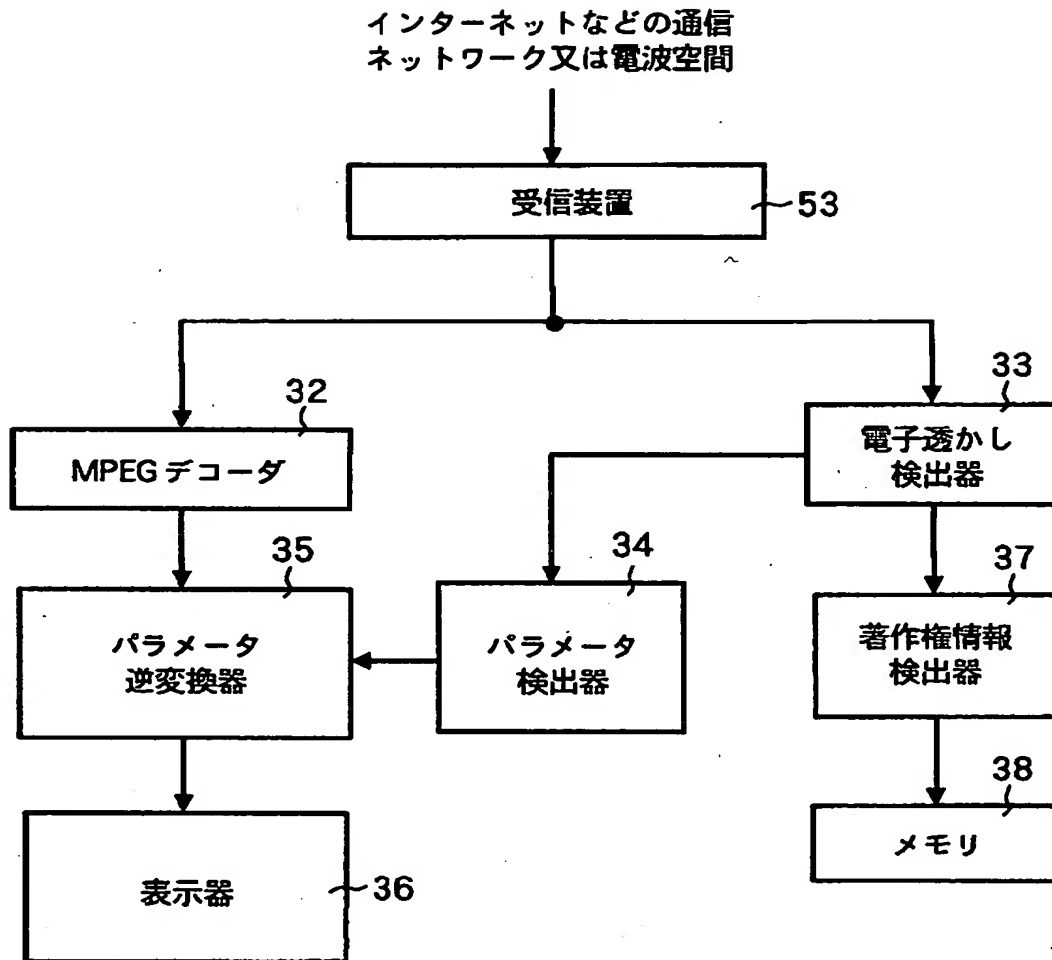 インターネットなどの通信
ネットワーク又は電波空間
受信装置
53
32
MPEGデコーダ
33
電子透かし
検出器
35
パラメータ
逆変換器
34
パラメータ
検出器
37
著作権情報
検出器
38
メモリ
表示器
36